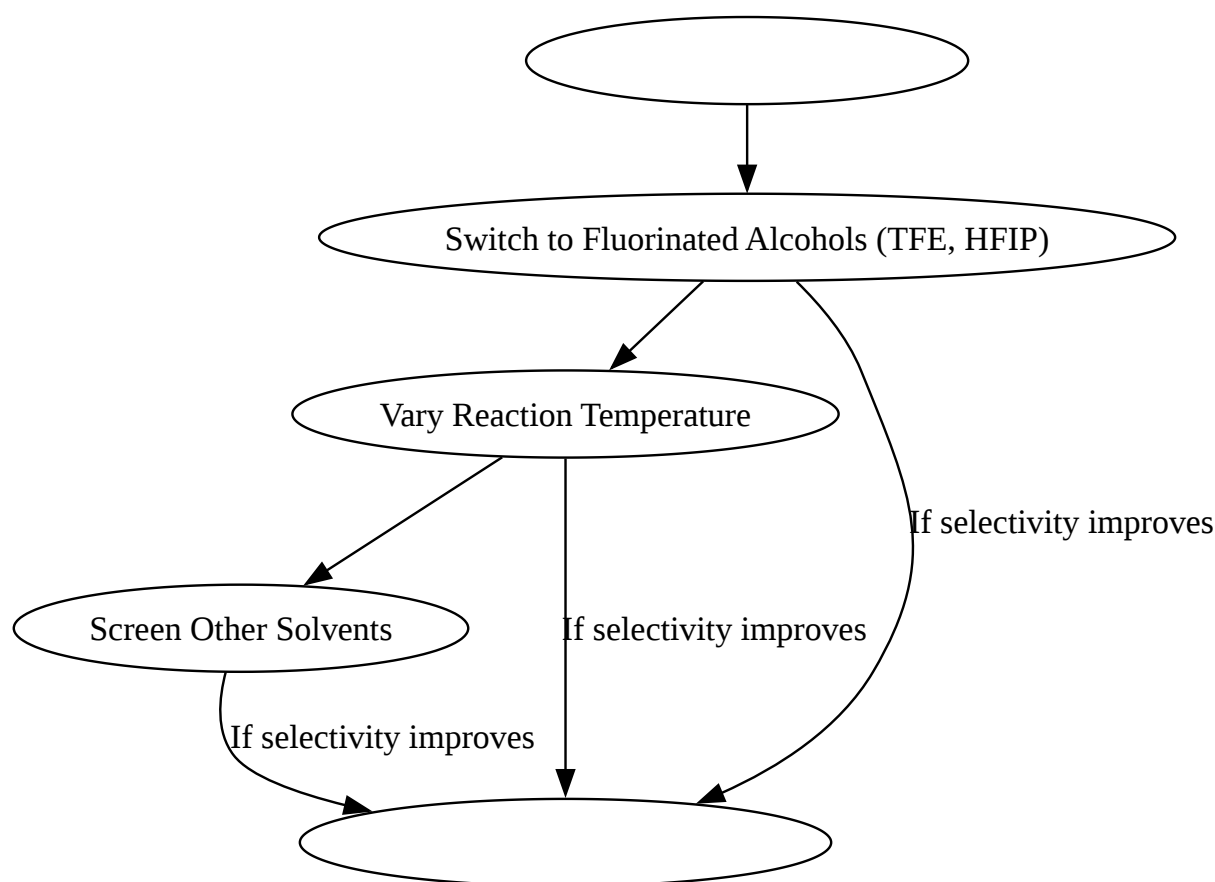 Switch to Fluorinated Alcohols (TFE, HFIP)
Vary Reaction Temperature
If selectivity improves
Screen Other Solvents
If selectivity improves
If selectivity improves